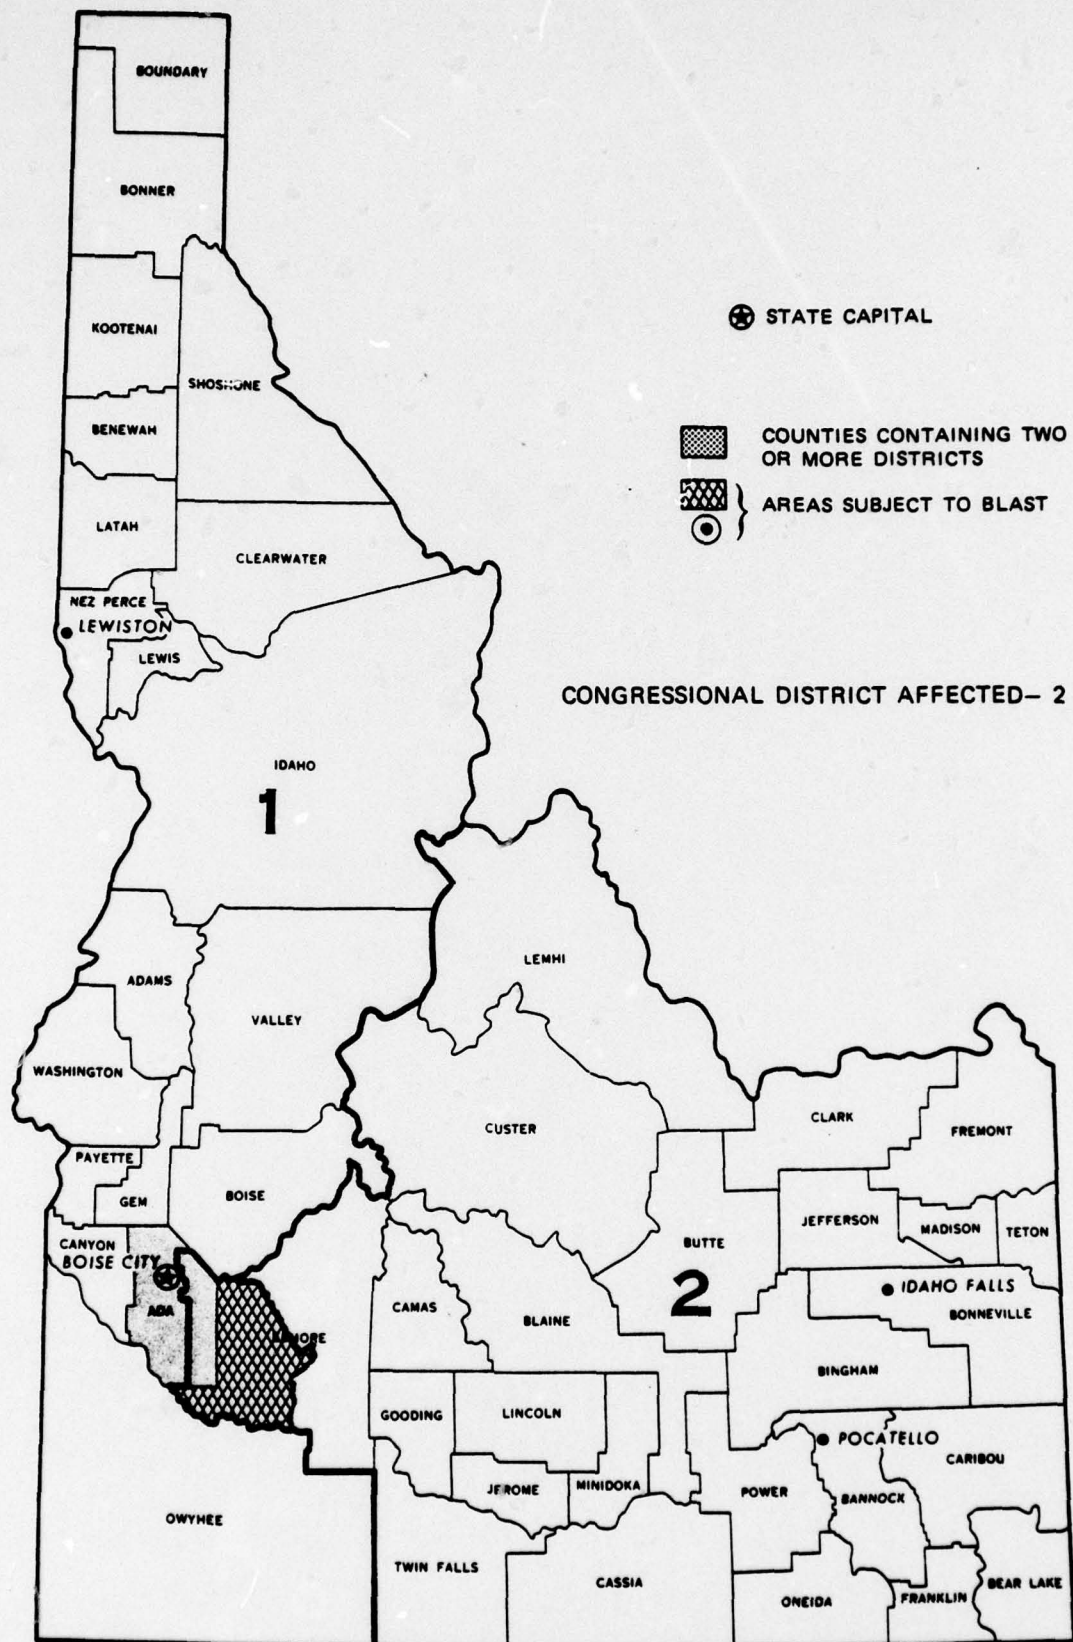 BOUNDARY
BONNER
KOOTENAI
SHOSHONE
BENEWAH
LATAH
CLEARWATER
NEZ PERCE
LEWISTON
LEWIS
IDAHO
1
STATE CAPITAL
COUNTIES CONTAINING TWO
OR MORE DISTRICTS
AREAS SUBJECT TO BLAST
CONGRESSIONAL DISTRICT AFFECTED– 2
ADAMS
VALLEY
LEMHI
WASHINGTON
CUSTER
CLARK
FREMONT
PAYETTE
GEM
BOISE
BUTTE
JEFFERSON
MADISON
TETON
CANYON
BOISE CITY
ADA
CAMAS
BLAINE
2
IDAHO FALLS
BONNEVILLE
BINGHAM
GOODING
LINCOLN
POCATELLO
CARIBOU
JEROME
MINIDOKA
POWER
BANNOCK
OWYHEE
TWIN FALLS
CASSIA
ONEIDA
FRANKLIN
BEAR LAKE